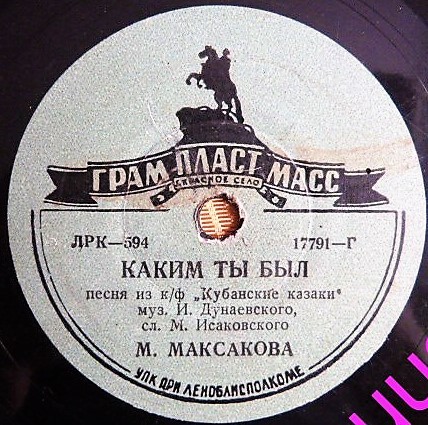 ГРАМ ПЛАСТ МАСС
КРАСНОЕ СЕЛО
ЛРК—594 17791—Г
КАКИМ ТЫ БЫЛ
песня из к/ф „Кубанские казаки"
муз. И. Дунаевского,
сл. М. Исаковского
М. МАКСАКОВА
УПК ПРИ ЛЕНОБЛИСПОЛКОМЕ